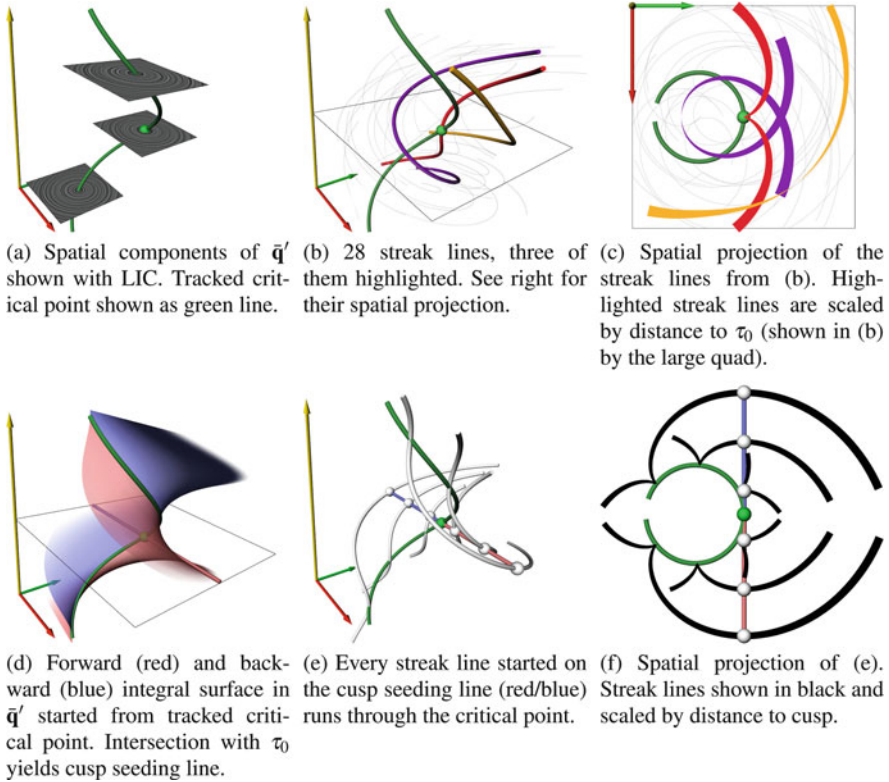 (a) Spatial components of q̄′
shown with LIC. Tracked crit-
ical point shown as green line.
(b) 28 streak lines, three of
them highlighted. See right for
their spatial projection.
(c) Spatial projection of the
streak lines from (b). High-
lighted streak lines are scaled
by distance to τ₀ (shown in (b)
by the large quad).
(d) Forward (red) and back-
ward (blue) integral surface in
q̄′ started from tracked criti-
cal point. Intersection with τ₀
yields cusp seeding line.
(e) Every streak line started on
the cusp seeding line (red/blue)
runs through the critical point.
(f) Spatial projection of (e).
Streak lines shown in black and
scaled by distance to cusp.